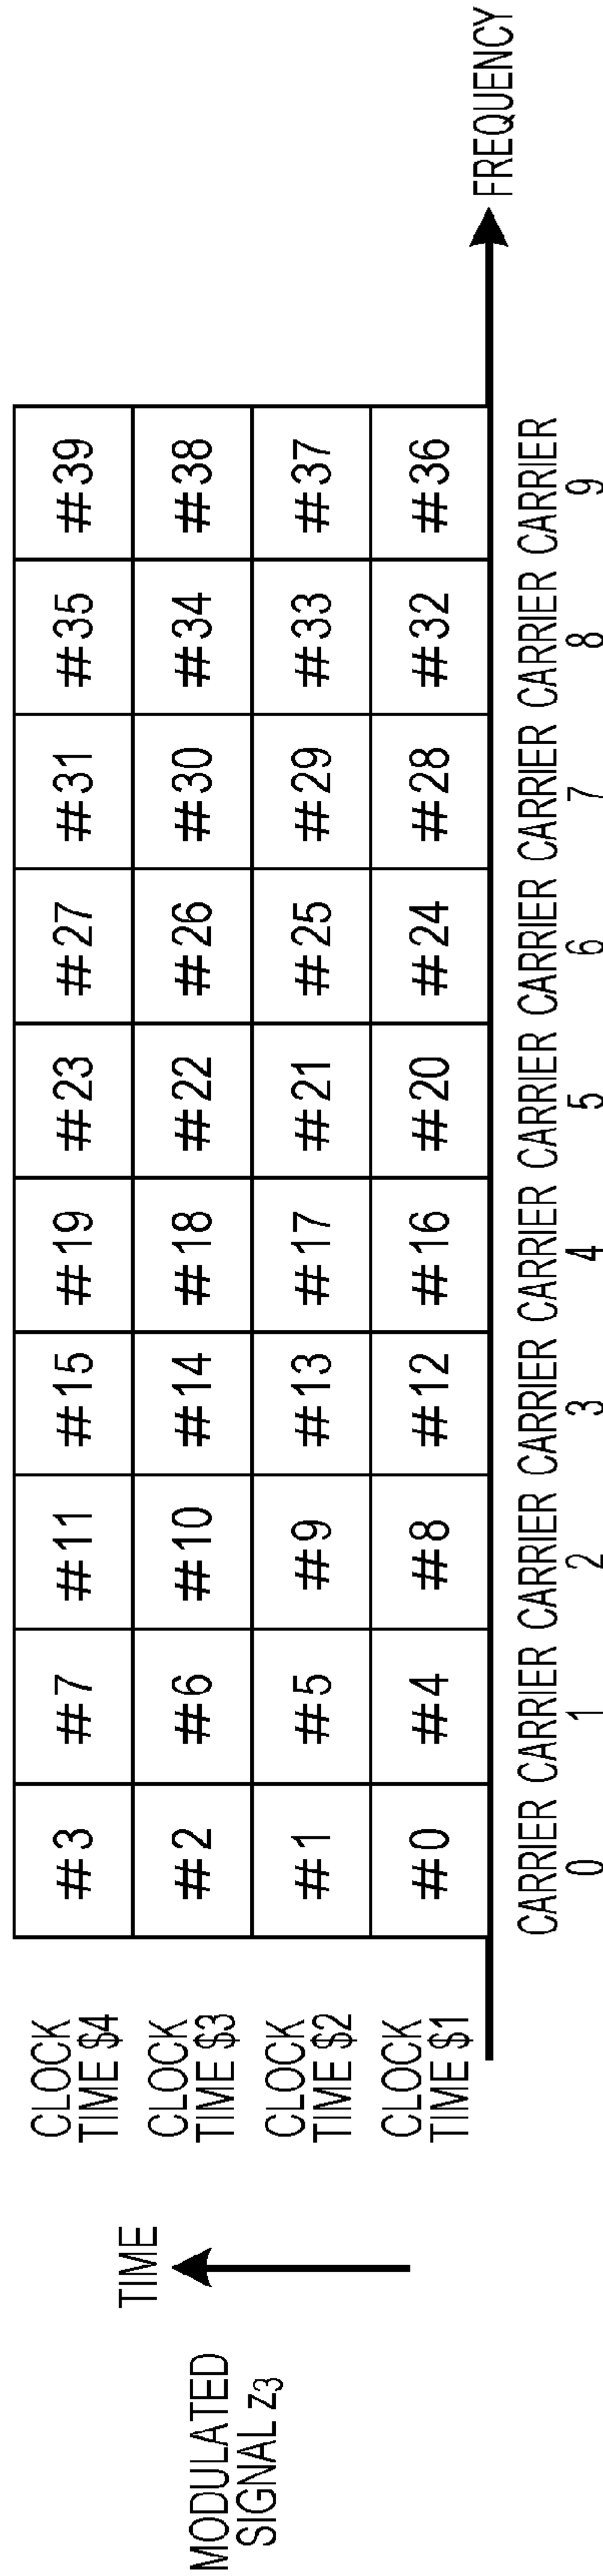 MODULATED
SIGNAL z3
TIME
CLOCK
TIME $4
#3 #7 #11 #15 #19 #23 #27 #31 #35 #39
CLOCK
TIME $3
#2 #6 #10 #14 #18 #22 #26 #30 #34 #38
CLOCK
TIME $2
#1 #5 #9 #13 #17 #21 #25 #29 #33 #37
CLOCK
TIME $1
#0 #4 #8 #12 #16 #20 #24 #28 #32 #36
FREQUENCY
CARRIER CARRIER CARRIER CARRIER CARRIER CARRIER CARRIER CARRIER CARRIER CARRIER
0 1 2 3 4 5 6 7 8 9